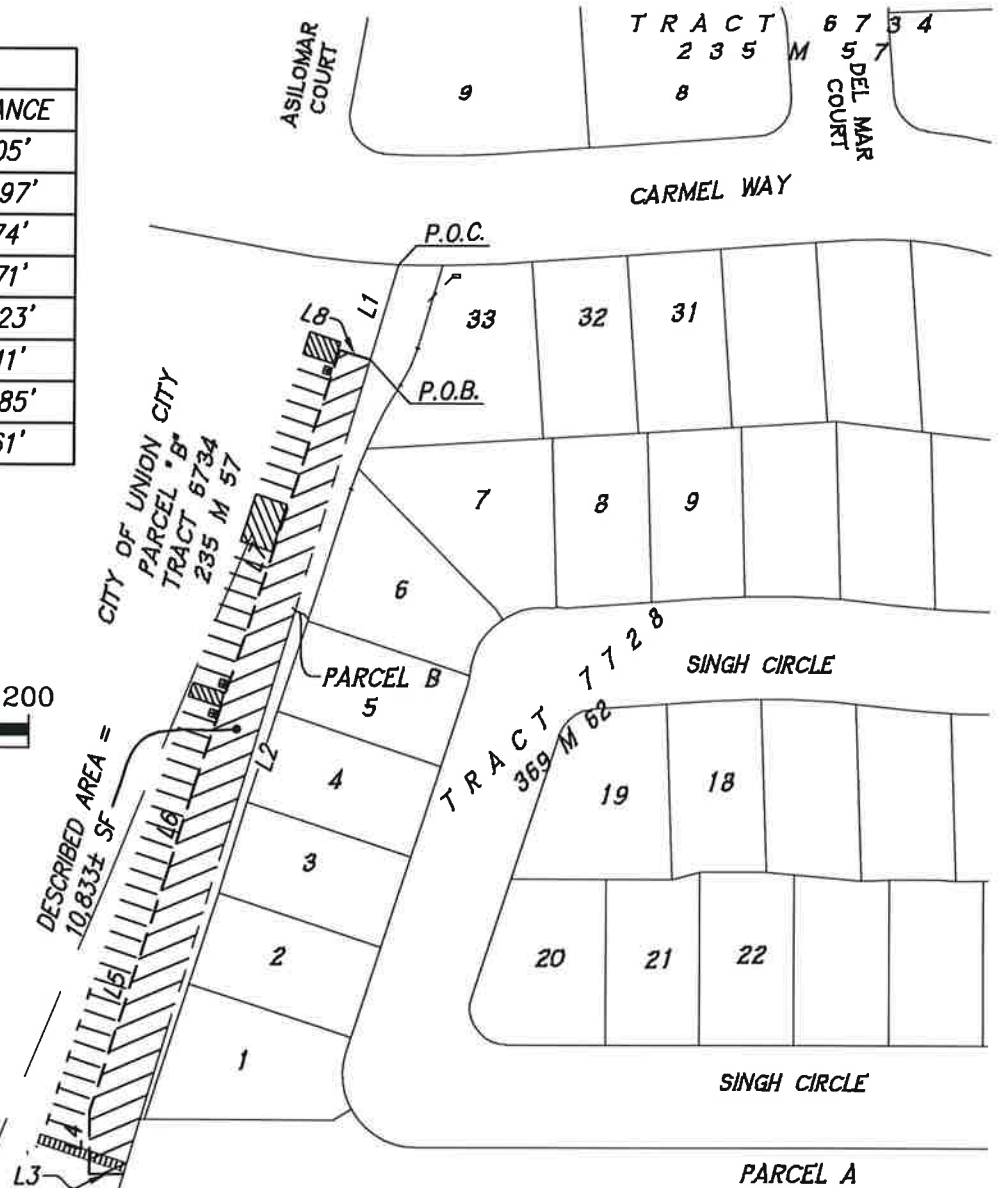 ANCE
05'
97'
74'
71'
23'
11'
85'
61'
200
ASILOMAR
COURT
TRACT 6734
235 M 57
9
8
DEL MAR
COURT
CARMEL WAY
P.O.C.
L1
L8
P.O.B.
33
32
31
CITY OF UNION CITY
PARCEL "B"
TRACT 6734
235 M 57
7
8
9
L7
6
PARCEL B
5
SINGH CIRCLE
TRACT 7728
369 M 62
L2
4
19
18
DESCRIBED AREA =
10,833± SF
L6
3
2
20
21
22
L5
1
SINGH CIRCLE
L4
L3
PARCEL A